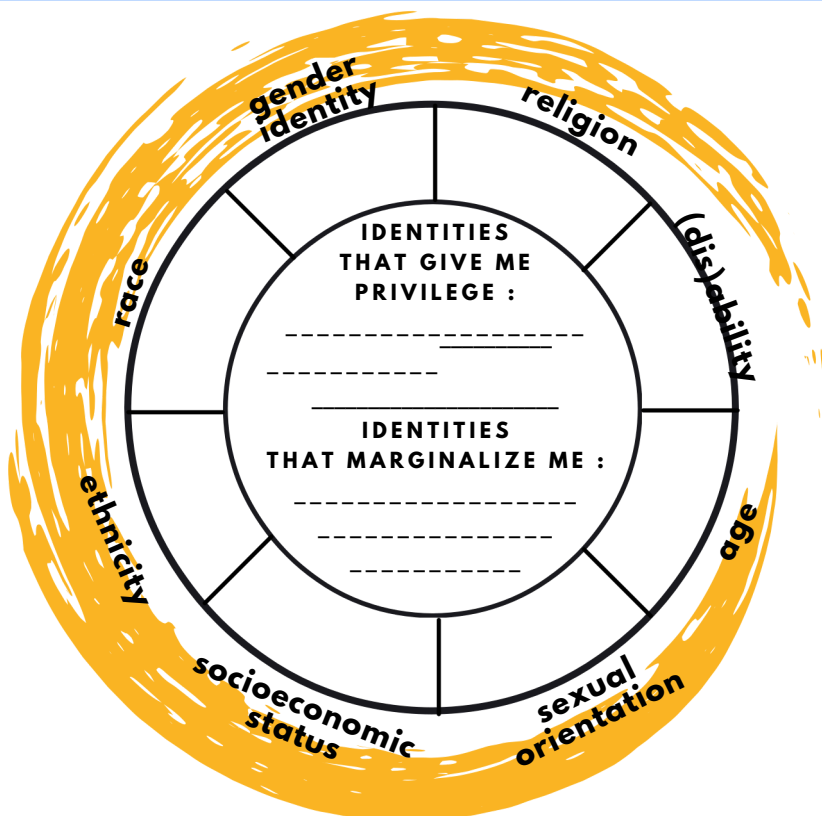 gender
identity
religion
(dis)ability
age
sexual
orientation
socioeconomic
status
ethnicity
race
IDENTITIES
THAT GIVE ME
PRIVILEGE :
IDENTITIES
THAT MARGINALIZE ME :